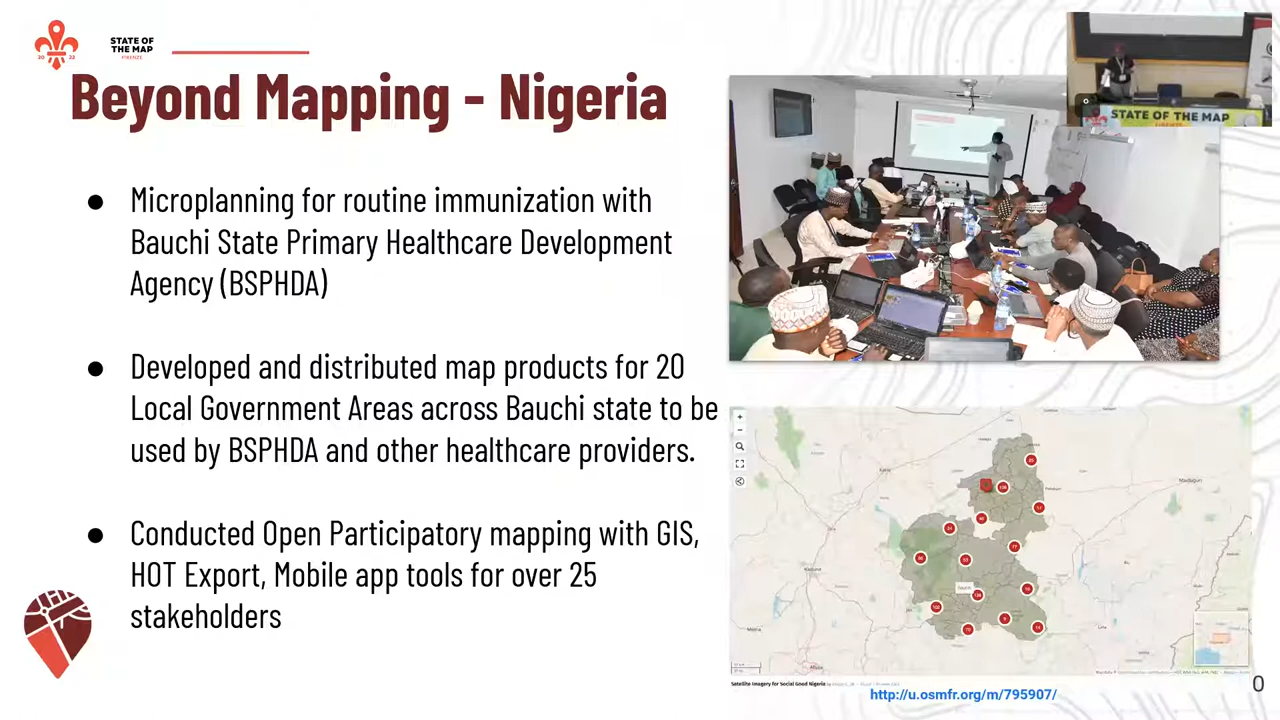 STATE OF
THE MAP
FIRENZE
20 22
Beyond Mapping - Nigeria
● Microplanning for routine immunization with
Bauchi State Primary Healthcare Development
Agency (BSPHDA)
● Developed and distributed map products for 20
Local Government Areas across Bauchi state to be
used by BSPHDA and other healthcare providers.
● Conducted Open Participatory mapping with GIS,
HOT Export, Mobile app tools for over 25
stakeholders
STATE OF THE MAP
Satellite Imagery for Social Good Nigeria
http://u.osmfr.org/m/795907/
0